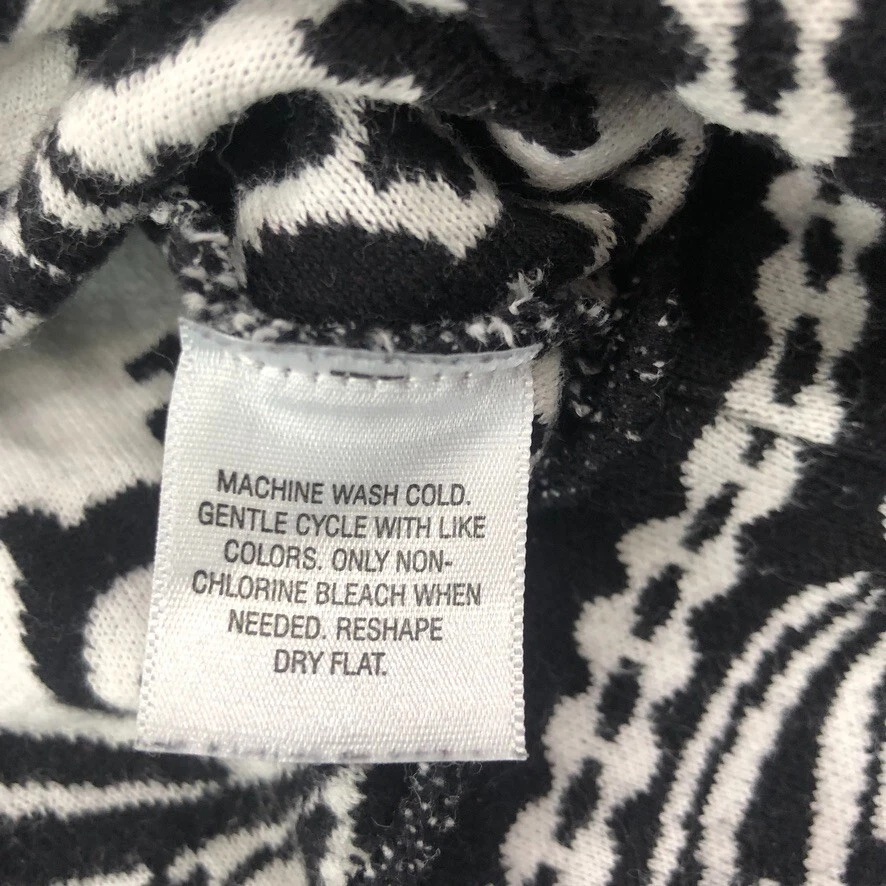 MACHINE WASH COLD.
GENTLE CYCLE WITH LIKE
COLORS. ONLY NON-
CHLORINE BLEACH WHEN
NEEDED. RESHAPE
DRY FLAT.